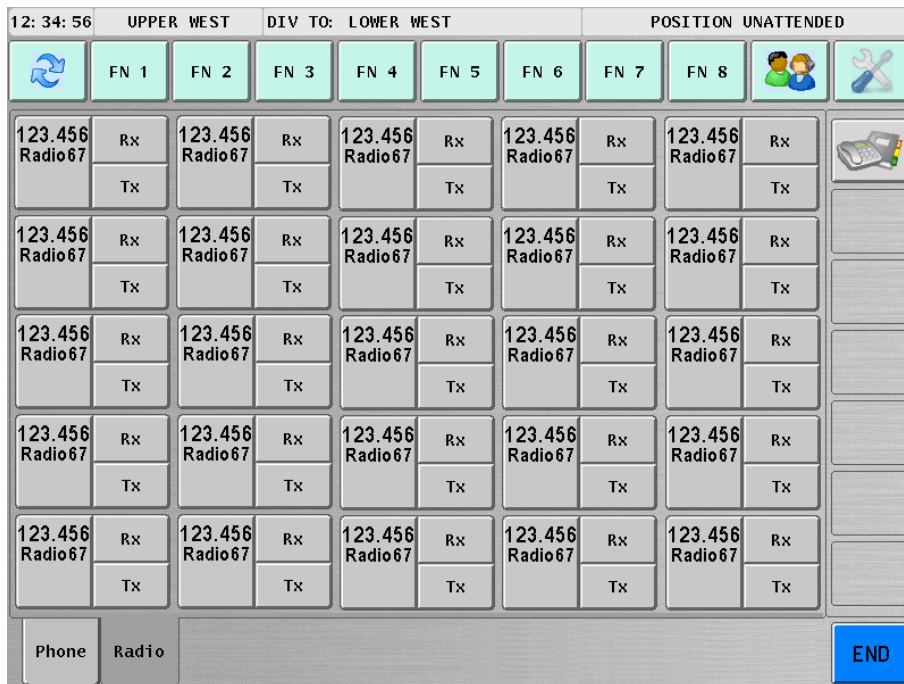 12:34:56 UPPER WEST DIV TO: LOWER WEST POSITION UNATTENDED
FN 1 FN 2 FN 3 FN 4 FN 5 FN 6 FN 7 FN 8
123.456 Rx 123.456 Rx 123.456 Rx 123.456 Rx 123.456 Rx
Radio67 Radio67 Radio67 Radio67 Radio67
Tx Tx Tx Tx Tx
123.456 Rx 123.456 Rx 123.456 Rx 123.456 Rx 123.456 Rx
Radio67 Radio67 Radio67 Radio67 Radio67
Tx Tx Tx Tx Tx
123.456 Rx 123.456 Rx 123.456 Rx 123.456 Rx 123.456 Rx
Radio67 Radio67 Radio67 Radio67 Radio67
Tx Tx Tx Tx Tx
123.456 Rx 123.456 Rx 123.456 Rx 123.456 Rx 123.456 Rx
Radio67 Radio67 Radio67 Radio67 Radio67
Tx Tx Tx Tx Tx
123.456 Rx 123.456 Rx 123.456 Rx 123.456 Rx 123.456 Rx
Radio67 Radio67 Radio67 Radio67 Radio67
Tx Tx Tx Tx Tx
Phone Radio END